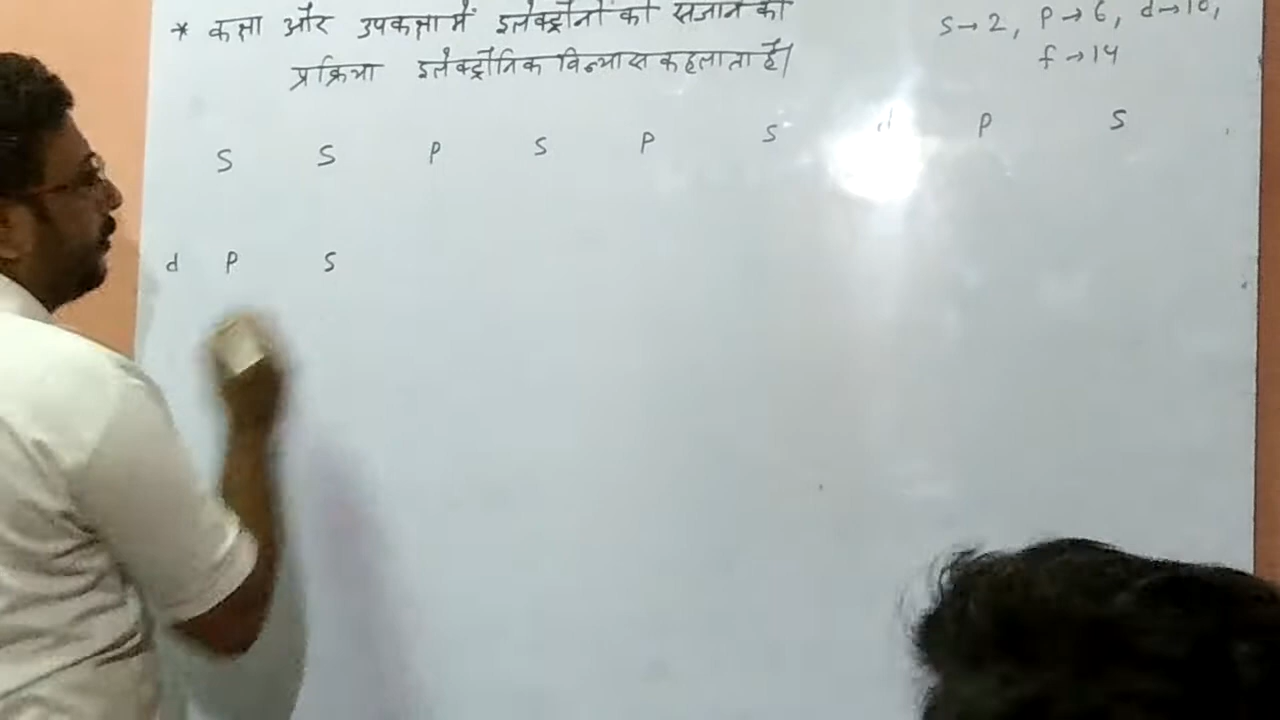 * कक्षा और उपकक्षा में इलेक्ट्रॉनों को सजाने की
प्रक्रिया इलेक्ट्रॉनिक विन्यास कहलाता है।
S→2, P→6, d→10,
f→14
S S P S P S d P S
d P S